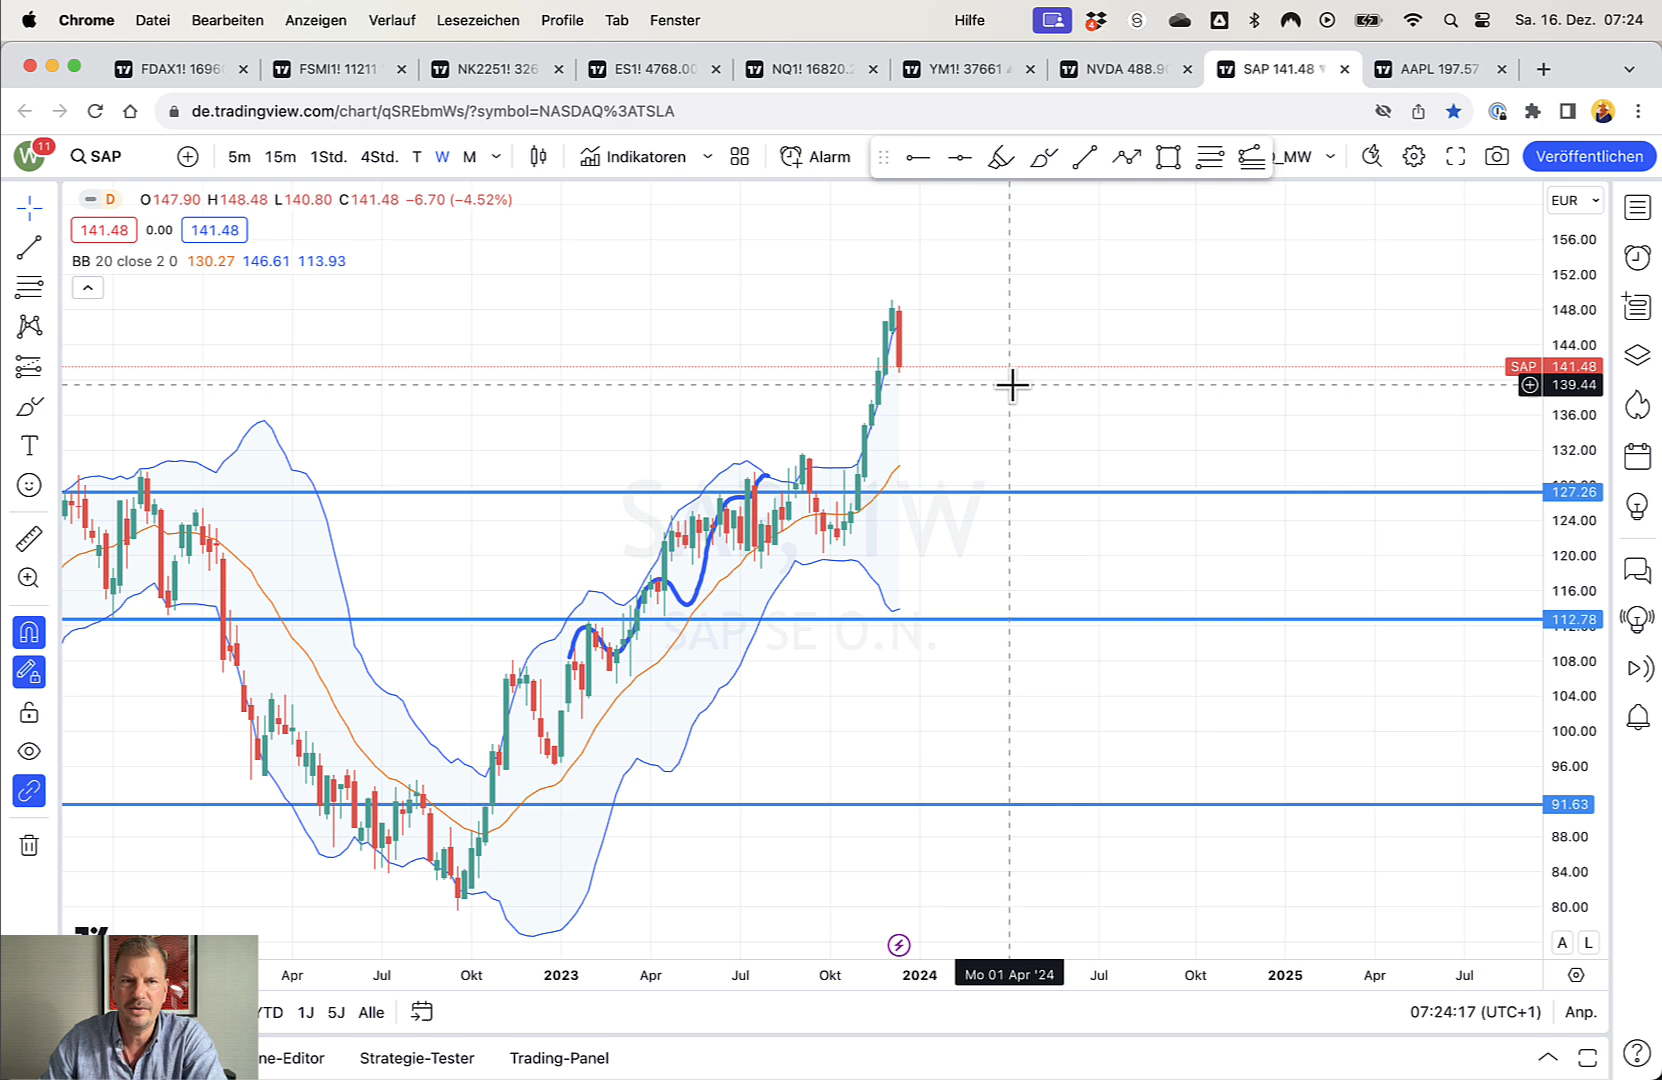 Chrome Datei Bearbeiten Anzeigen Verlauf Lesezeichen Profile Tab Fenster Hilfe Sa. 16. Dez. 07:24
FDAX1! 1696 FSMI1! 11211 NK2251! 326 ES1! 4768.00 NQ1! 16820.2 YM1! 37661 NVDA 488.90 SAP 141.48 AAPL 197.57
de.tradingview.com/chart/qSREbmWs/?symbol=NASDAQ%3ATSLA
W 11 SAP 5m 15m 1Std. 4Std. T W M Indikatoren Alarm _MW Veröffentlichen
D O147.90 H148.48 L140.80 C141.48 −6.70 (−4.52%) EUR
141.48 0.00 141.48
BB 20 close 2 0 130.27 146.61 113.93
156.00
152.00
148.00
144.00
SAP 141.48
139.44
136.00
132.00
127.26
SAP, 1W
124.00
120.00
116.00
112.78
SAP SE O.N.
108.00
104.00
100.00
96.00
91.63
88.00
84.00
80.00
A L
Apr Jul Okt 2023 Apr Jul Okt 2024 Mo 01 Apr '24 Jul Okt 2025 Apr Jul
YTD 1J 5J Alle 07:24:17 (UTC+1) Anp.
ne-Editor Strategie-Tester Trading-Panel